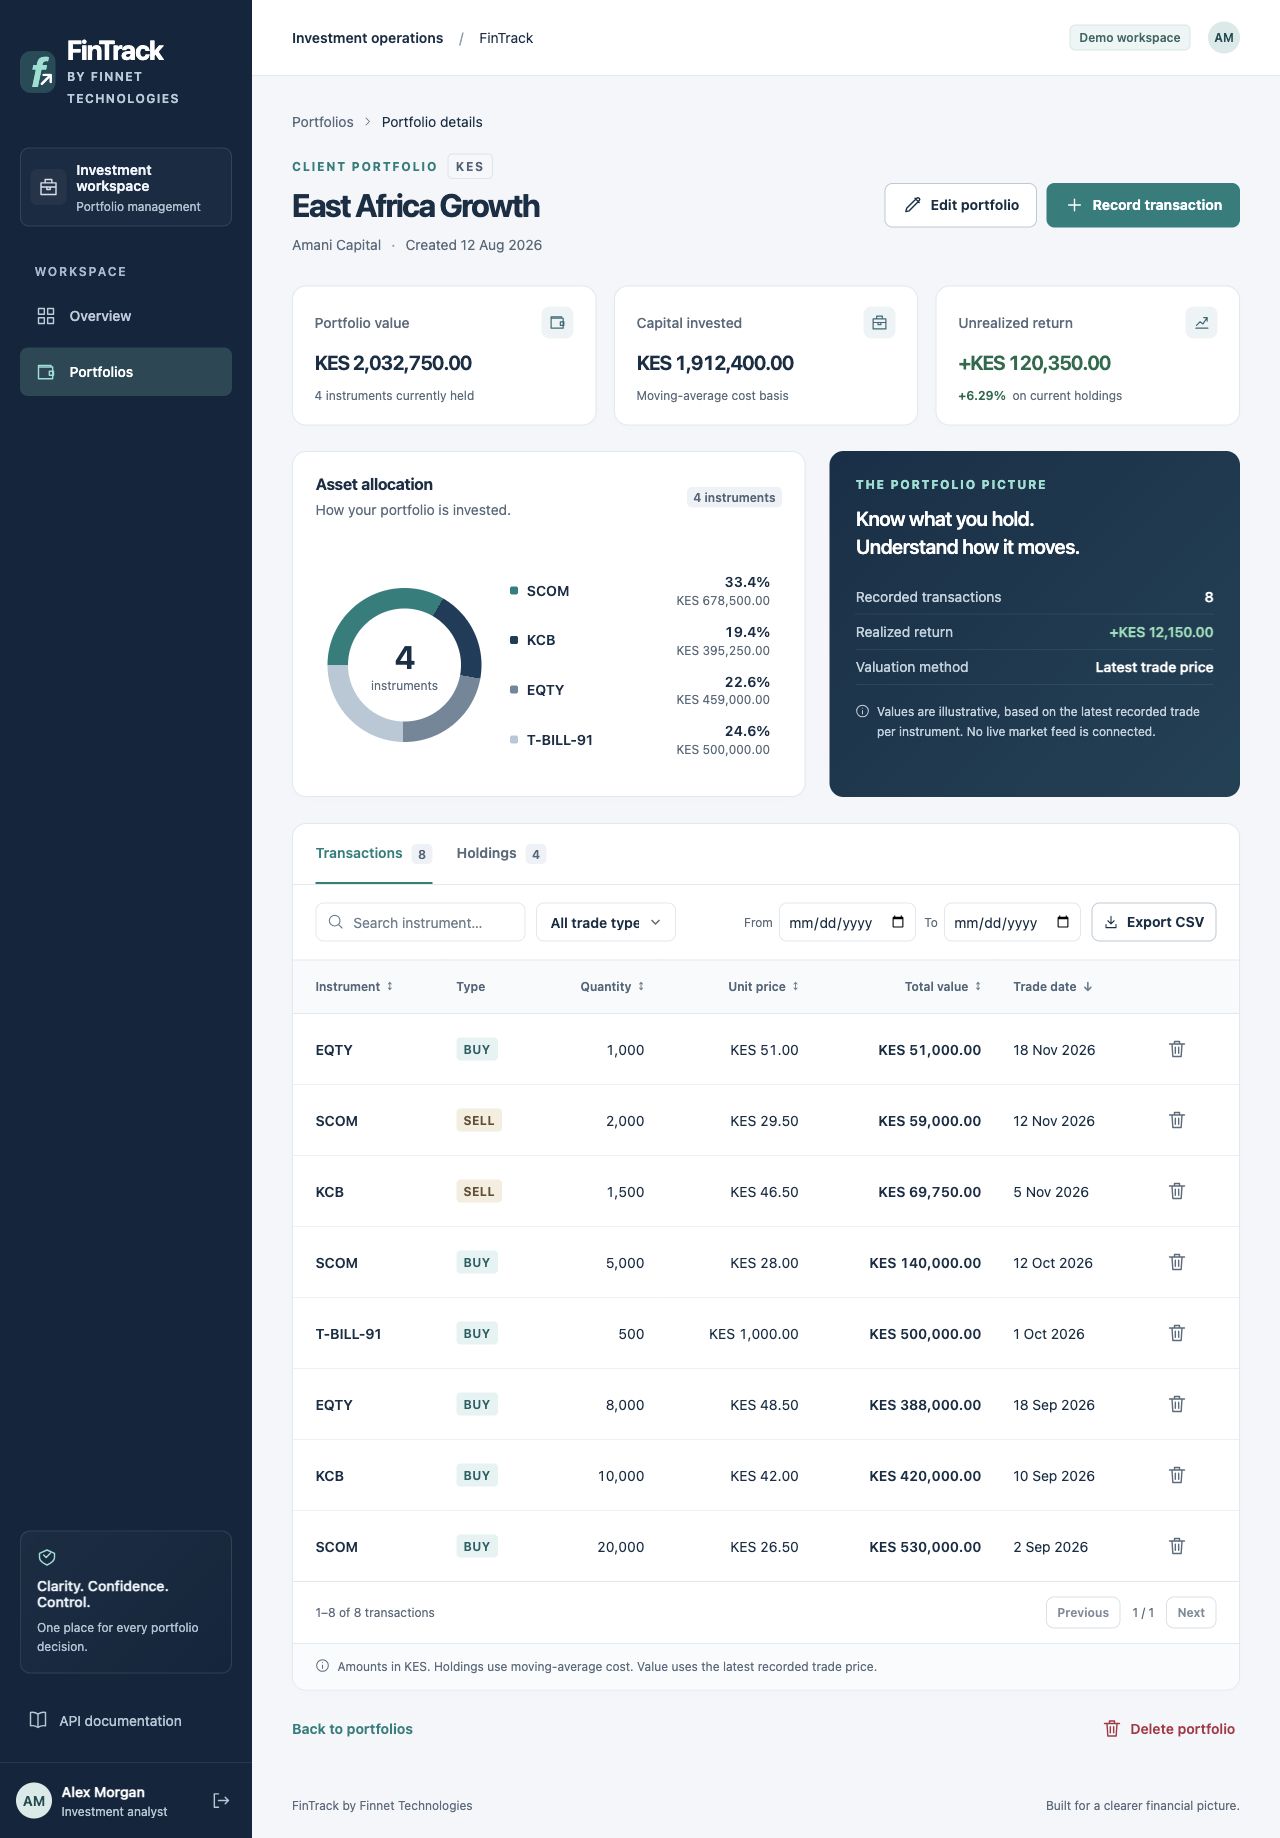 FinTrack
BY FINNET
TECHNOLOGIES
Investment
workspace
Portfolio management
WORKSPACE
Overview
Portfolios
Clarity. Confidence.
Control.
One place for every portfolio
decision.
API documentation
AM
Alex Morgan
Investment analyst
Investment operations / FinTrack
Demo workspace
AM
Portfolios > Portfolio details
CLIENT PORTFOLIO KES
East Africa Growth
Amani Capital · Created 12 Aug 2026
Edit portfolio
Record transaction
Portfolio value
KES 2,032,750.00
4 instruments currently held
Capital invested
KES 1,912,400.00
Moving-average cost basis
Unrealized return
+KES 120,350.00
+6.29% on current holdings
Asset allocation
How your portfolio is invested.
4 instruments
4
instruments
SCOM 33.4%
KES 678,500.00
KCB 19.4%
KES 395,250.00
EQTY 22.6%
KES 459,000.00
T-BILL-91 24.6%
KES 500,000.00
THE PORTFOLIO PICTURE
Know what you hold.
Understand how it moves.
Recorded transactions 8
Realized return +KES 12,150.00
Valuation method Latest trade price
Values are illustrative, based on the latest recorded trade
per instrument. No live market feed is connected.
Transactions 8 Holdings 4
Search instrument... All trade type From mm/dd/yyyy To mm/dd/yyyy Export CSV
Instrument Type Quantity Unit price Total value Trade date
EQTY BUY 1,000 KES 51.00 KES 51,000.00 18 Nov 2026
SCOM SELL 2,000 KES 29.50 KES 59,000.00 12 Nov 2026
KCB SELL 1,500 KES 46.50 KES 69,750.00 5 Nov 2026
SCOM BUY 5,000 KES 28.00 KES 140,000.00 12 Oct 2026
T-BILL-91 BUY 500 KES 1,000.00 KES 500,000.00 1 Oct 2026
EQTY BUY 8,000 KES 48.50 KES 388,000.00 18 Sep 2026
KCB BUY 10,000 KES 42.00 KES 420,000.00 10 Sep 2026
SCOM BUY 20,000 KES 26.50 KES 530,000.00 2 Sep 2026
1–8 of 8 transactions Previous 1 / 1 Next
Amounts in KES. Holdings use moving-average cost. Value uses the latest recorded trade price.
Back to portfolios Delete portfolio
FinTrack by Finnet Technologies Built for a clearer financial picture.